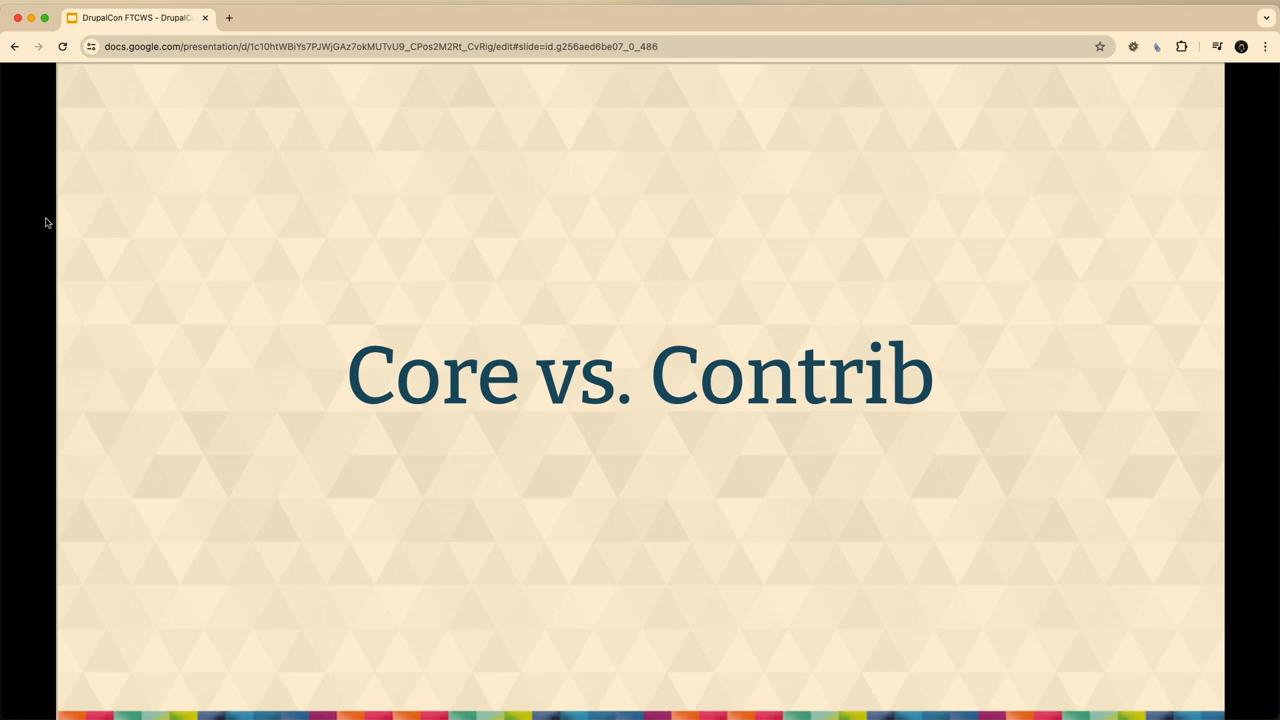 DrupalCon FTCWS - DrupalC
docs.google.com/presentation/d/1c10htWBiYs7PJWjGAz7okMUTvU9_CPos2M2Rt_CvRig/edit#slide=id.g256aed6be07_0_486
Core vs. Contrib